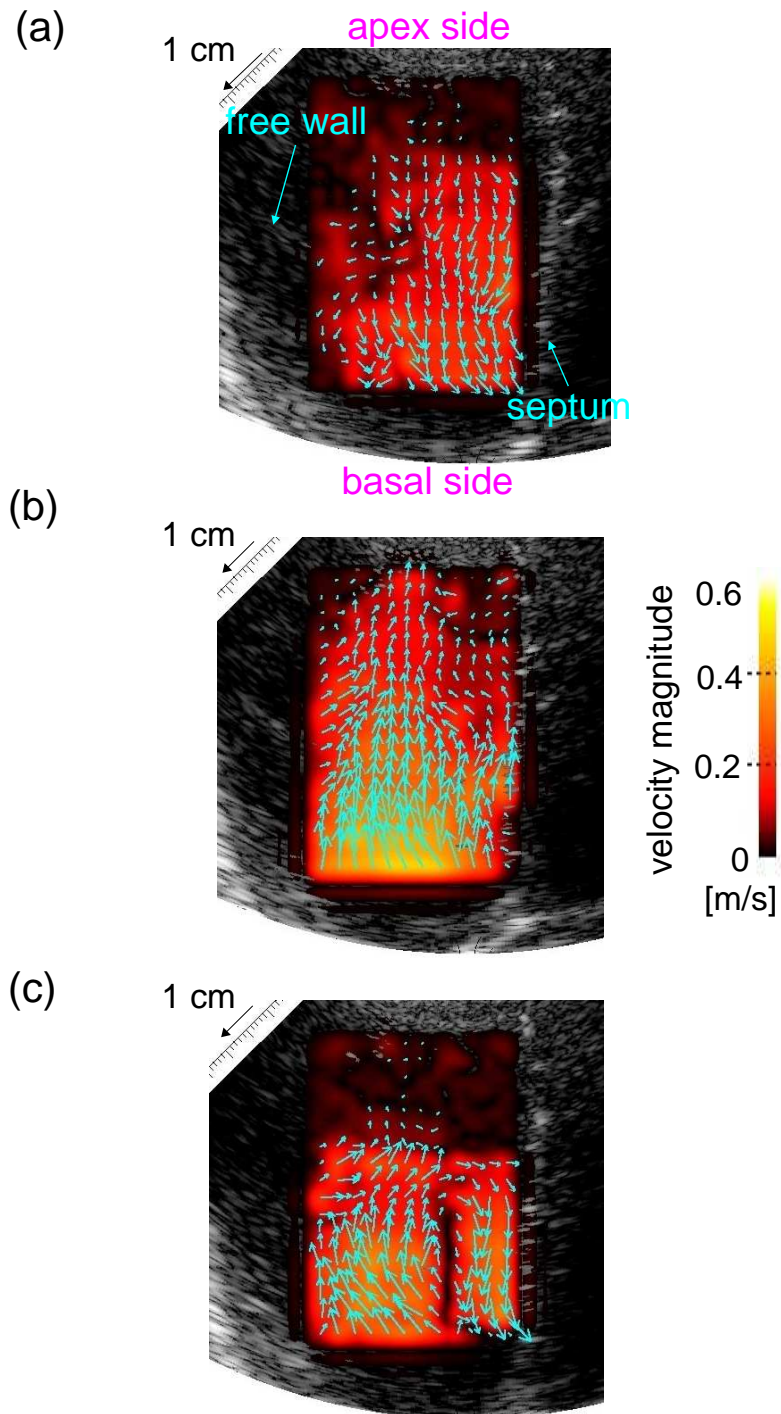 (a)
apex side
1 cm
free wall
septum
basal side
(b)
1 cm
velocity magnitude
0.6
0.4
0.2
0
[m/s]
(c)
1 cm